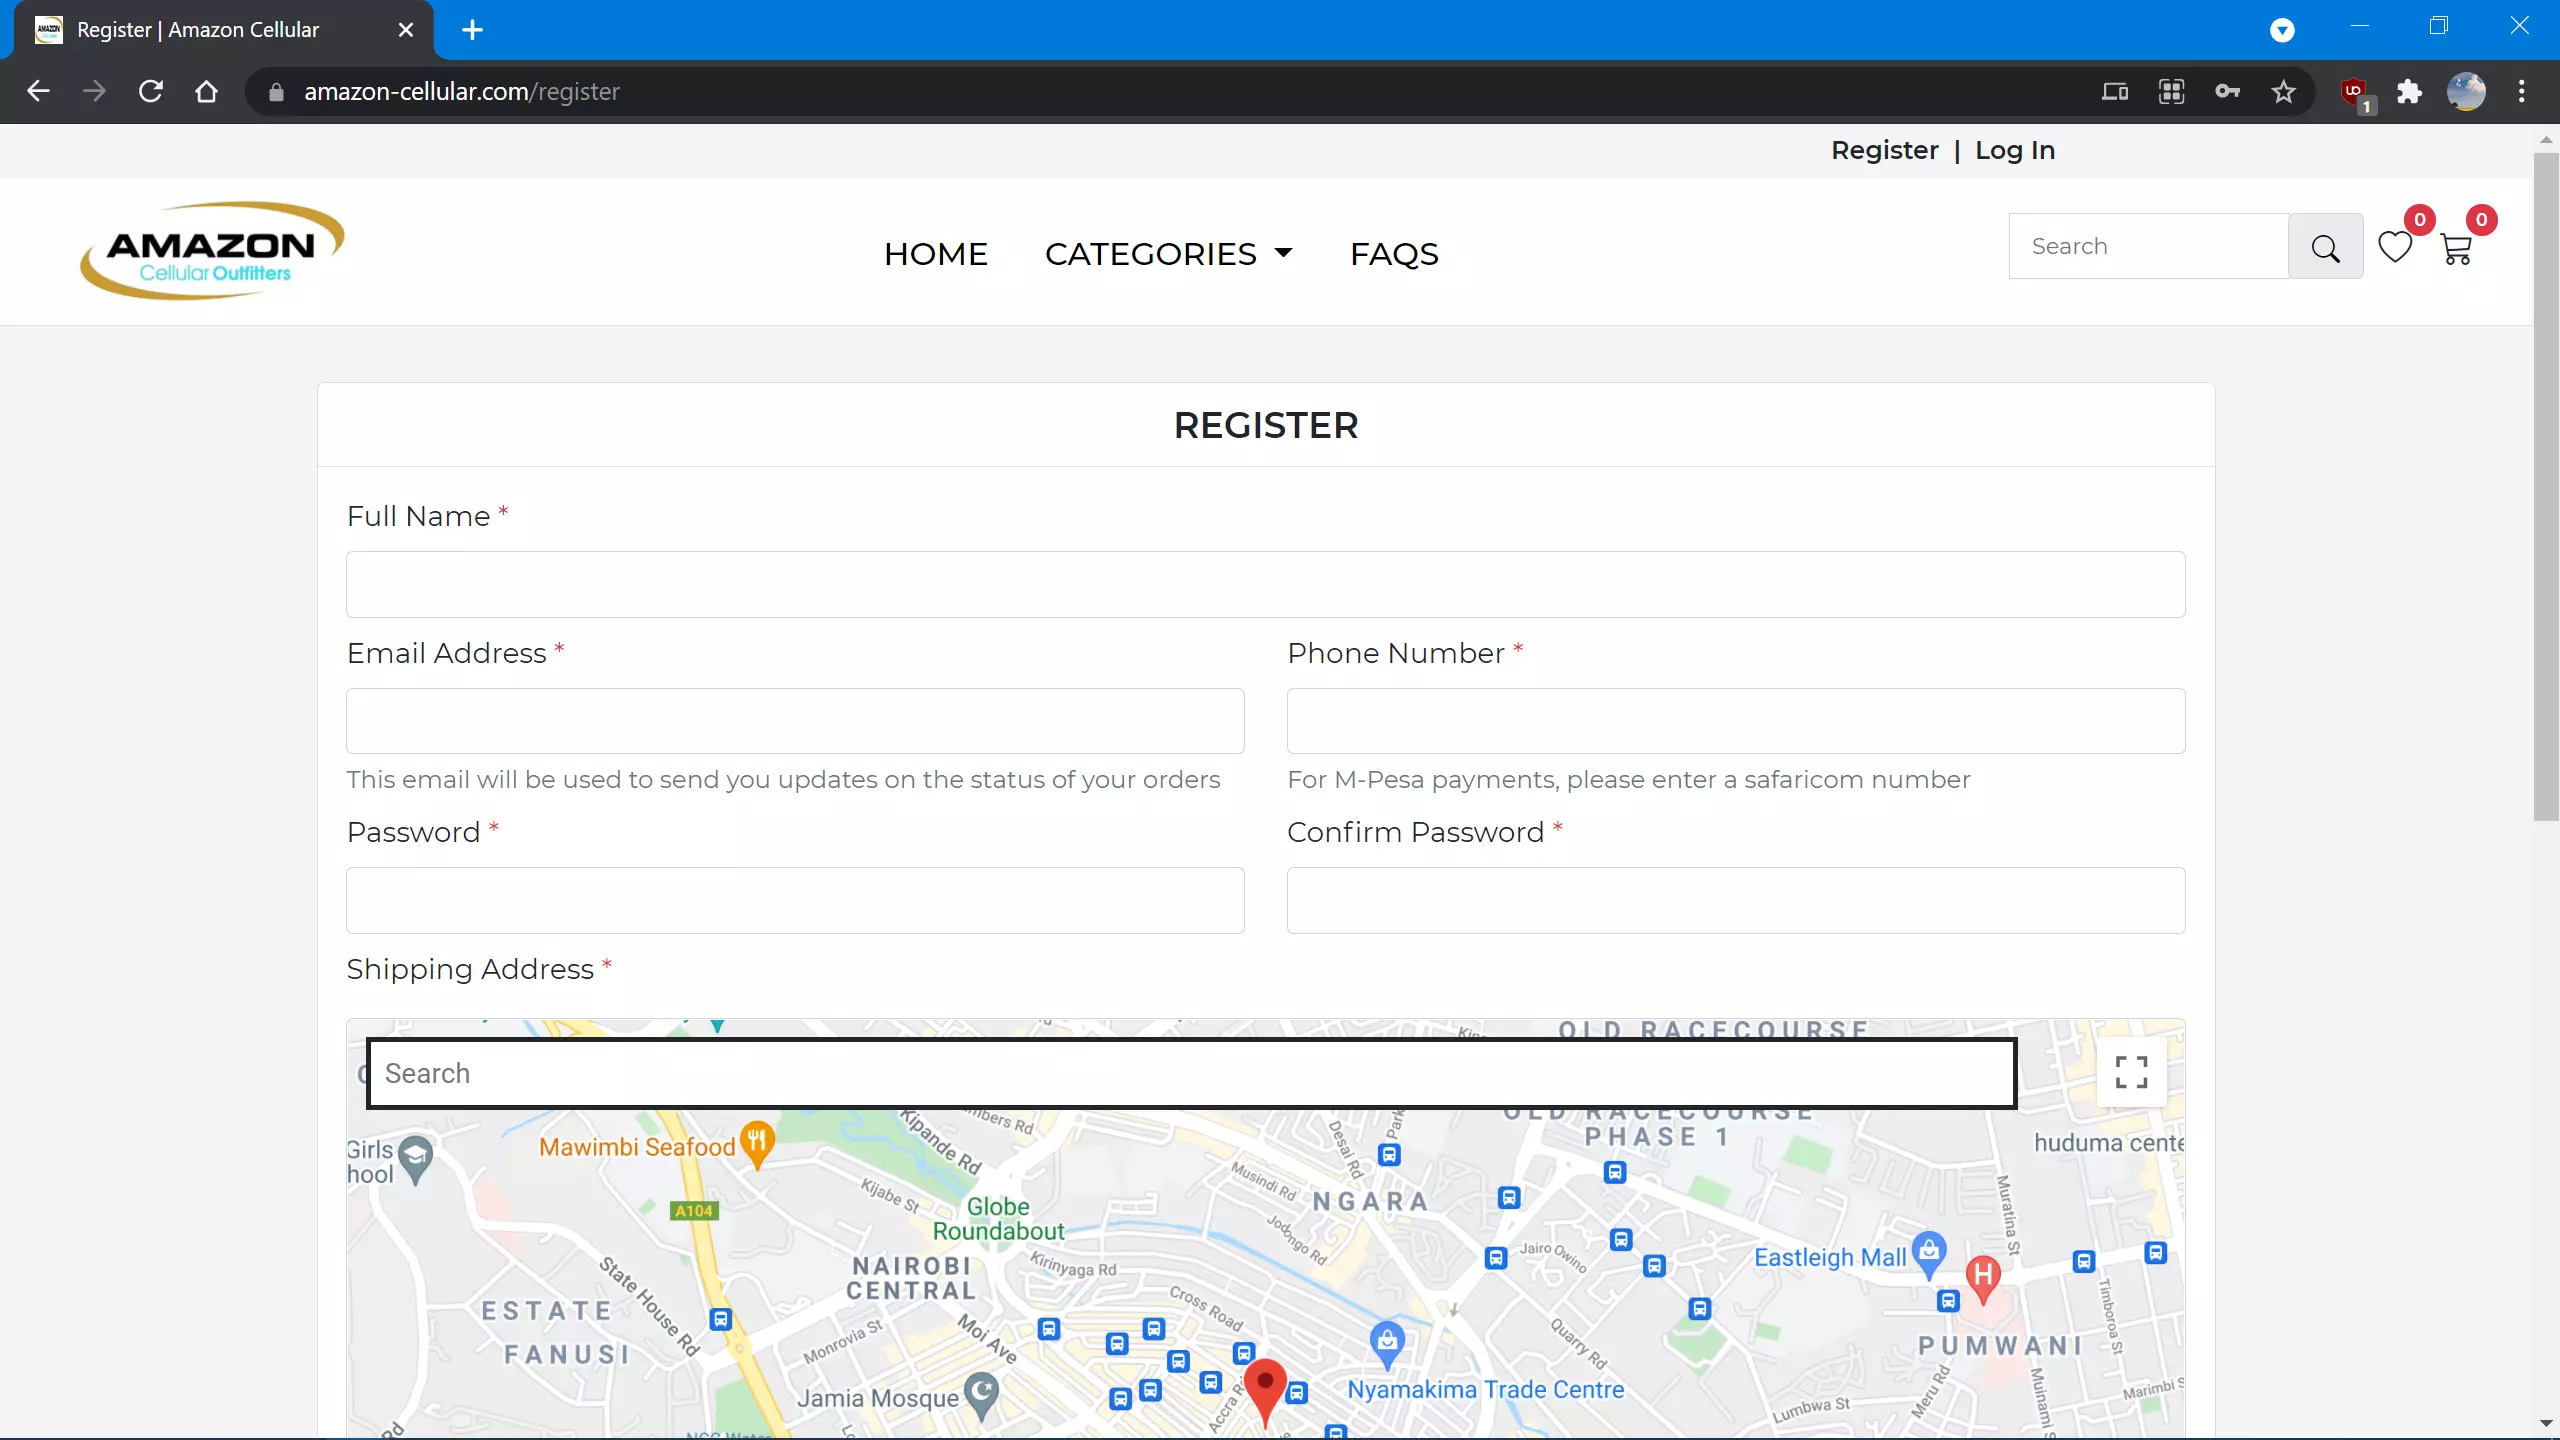 Register | Amazon Cellular
amazon-cellular.com/register
1
Register | Log In
AMAZON
Cellular Outfitters
HOME CATEGORIES FAQS
Search
0 0
REGISTER
Full Name *
Email Address *
Phone Number *
This email will be used to send you updates on the status of your orders
For M-Pesa payments, please enter a safaricom number
Password *
Confirm Password *
Shipping Address *
Search
OLD RACECOURSE
OLD RACECOURSE
PHASE 1
Girls
hool
Mawimbi Seafood
Kipande Rd
Desai Rd
huduma cente
A104
Kijabe St
Musindi Rd
NGARA
Globe
Roundabout
Jodongo Rd
Jairo Owino
Muratina St
Eastleigh Mall
H
State House Rd
NAIROBI
CENTRAL
Kirinyaga Rd
Cross Road
Timboroa St
ESTATE
FANUSI
Monrovia St
Moi Ave
Quarry Rd
PUMWANI
Jamia Mosque
Accra R
Nyamakima Trade Centre
Lumbwa St
Meru Rd
Muinami S
Marimbi S
Rd